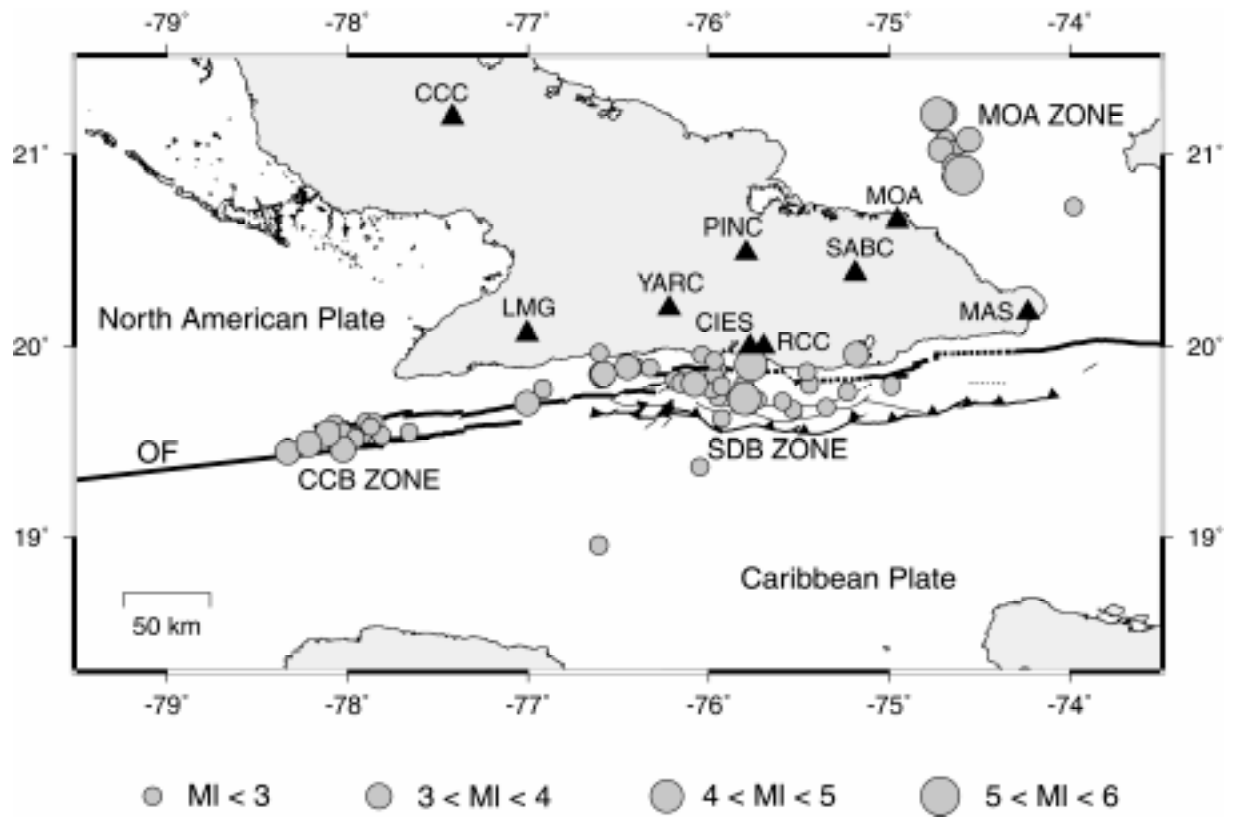 -79° -78° -77° -76° -75° -74°
CCC
MOA ZONE
21° 21°
MOA
PINC
SABC
YARC
LMG
MAS
North American Plate
CIES
RCC
20° 20°
OF
SDB ZONE
CCB ZONE
19° 19°
Caribbean Plate
50 km
-79° -78° -77° -76° -75° -74°
Ml < 3 3 < Ml < 4 4 < Ml < 5 5 < Ml < 6